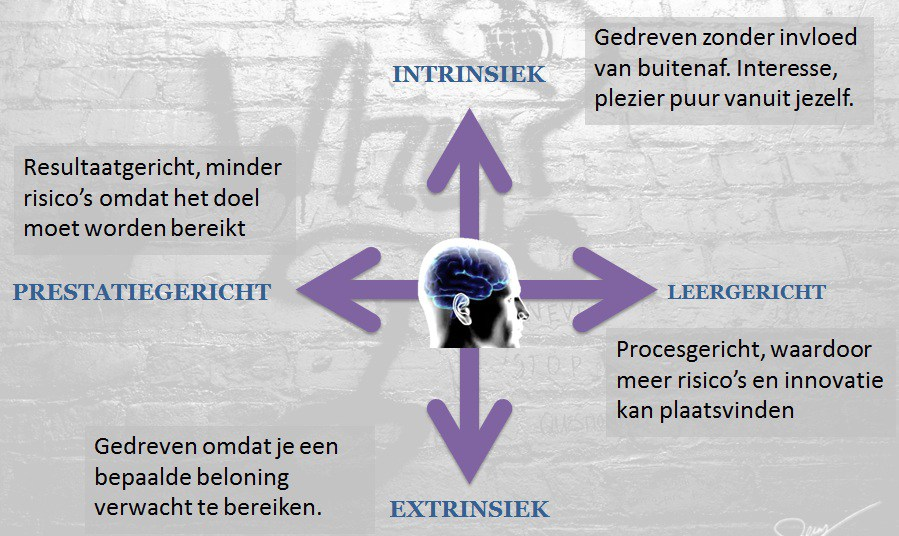 INTRINSIEK
Gedreven zonder invloed
van buitenaf. Interesse,
plezier puur vanuit jezelf.
Resultaatgericht, minder
risico’s omdat het doel
moet worden bereikt
PRESTATIEGERICHT
LEERGERICHT
Procesgericht, waardoor
meer risico’s en innovatie
kan plaatsvinden
Gedreven omdat je een
bepaalde beloning
verwacht te bereiken.
EXTRINSIEK